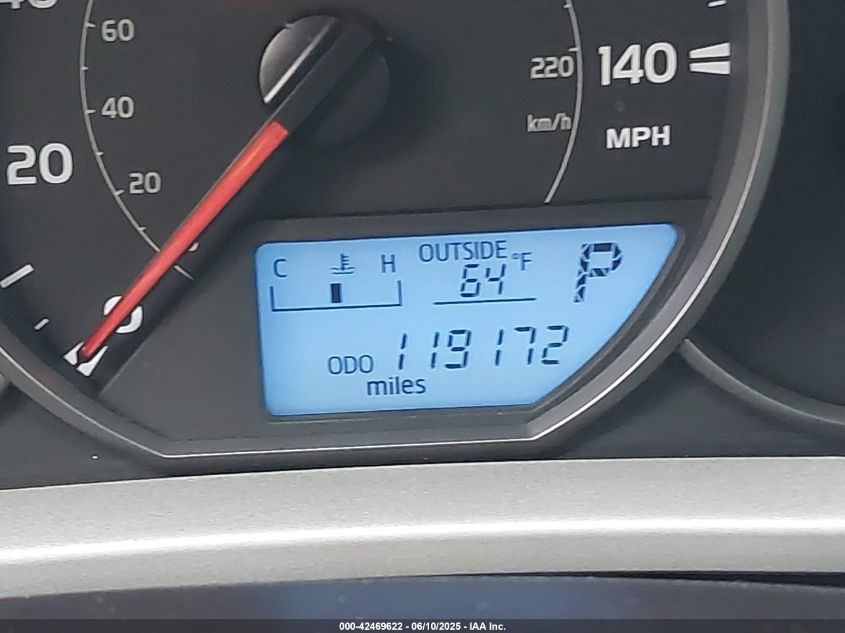 60
40
20
20
0
220
km/h
140
MPH
C H OUTSIDE 64 °F P
ODO 119172
miles
000-42469622 - 06/10/2025 - IAA Inc.